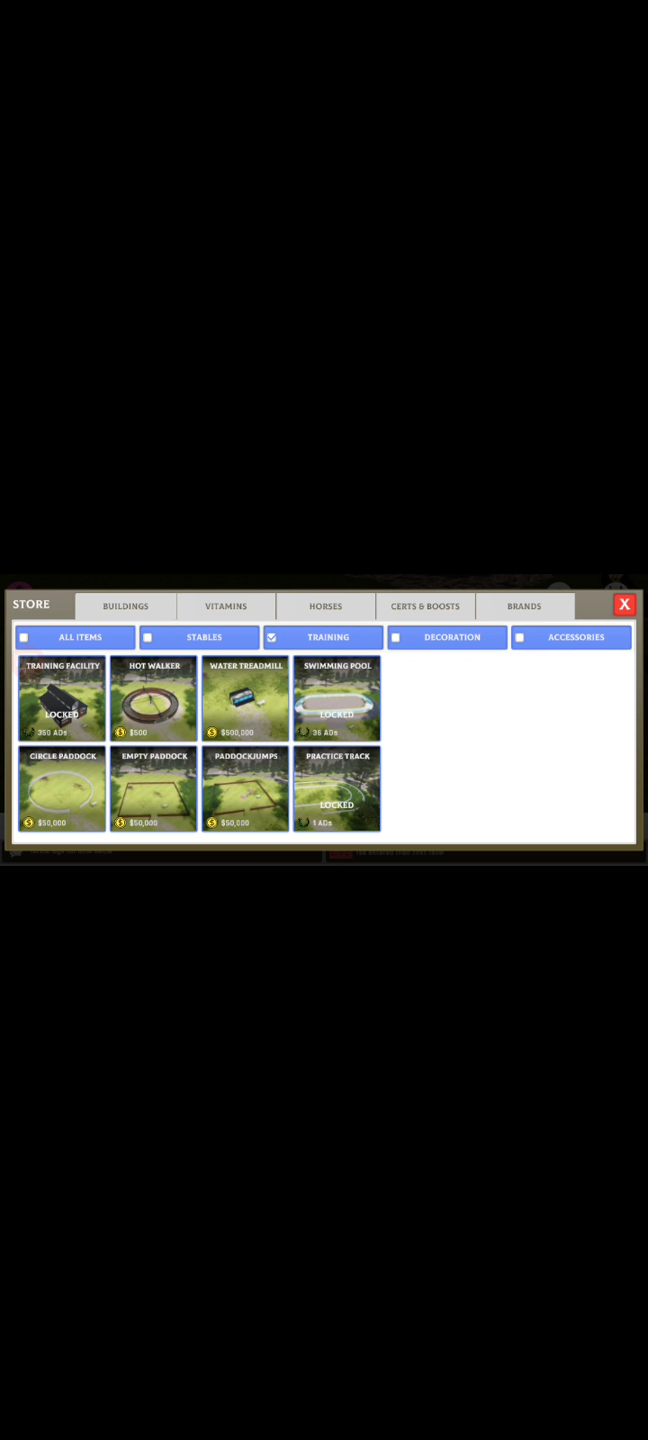 STORE
BUILDINGS
VITAMINS
HORSES
CERTS & BOOSTS
BRANDS
X
ALL ITEMS
STABLES
TRAINING
DECORATION
ACCESSORIES
TRAINING FACILITY
HOT WALKER
WATER TREADMILL
SWIMMING POOL
LOCKED
LOCKED
350 ADs
$500
$500,000
36 ADs
CIRCLE PADDOCK
EMPTY PADDOCK
PADDOCKJUMPS
PRACTICE TRACK
LOCKED
$50,000
$50,000
$50,000
1 ADs